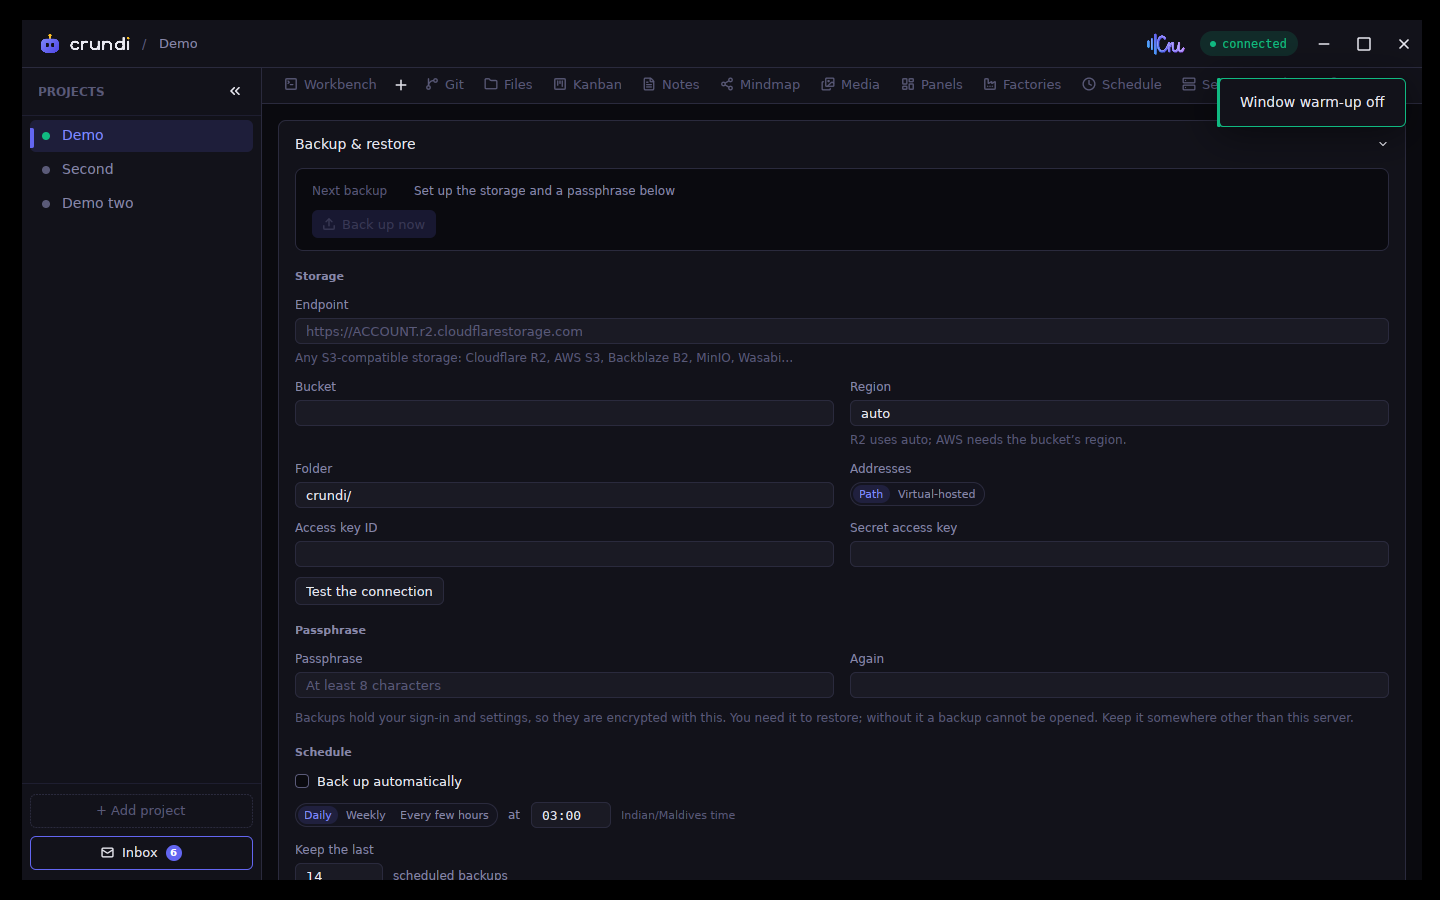 crundi / Demo
Cru
connected
PROJECTS
Workbench
Git
Files
Kanban
Notes
Mindmap
Media
Panels
Factories
Schedule
Window warm-up off
Demo
Second
Demo two
Backup & restore
Next backup Set up the storage and a passphrase below
Back up now
Storage
Endpoint
https://ACCOUNT.r2.cloudflarestorage.com
Any S3-compatible storage: Cloudflare R2, AWS S3, Backblaze B2, MinIO, Wasabi…
Bucket
Region
auto
R2 uses auto; AWS needs the bucket’s region.
Folder
Addresses
crundi/
Path Virtual-hosted
Access key ID
Secret access key
Test the connection
Passphrase
Passphrase
Again
At least 8 characters
Backups hold your sign-in and settings, so they are encrypted with this. You need it to restore; without it a backup cannot be opened. Keep it somewhere other than this server.
Schedule
Back up automatically
Daily Weekly Every few hours at 03:00 Indian/Maldives time
Keep the last
14 scheduled backups
+ Add project
Inbox 6